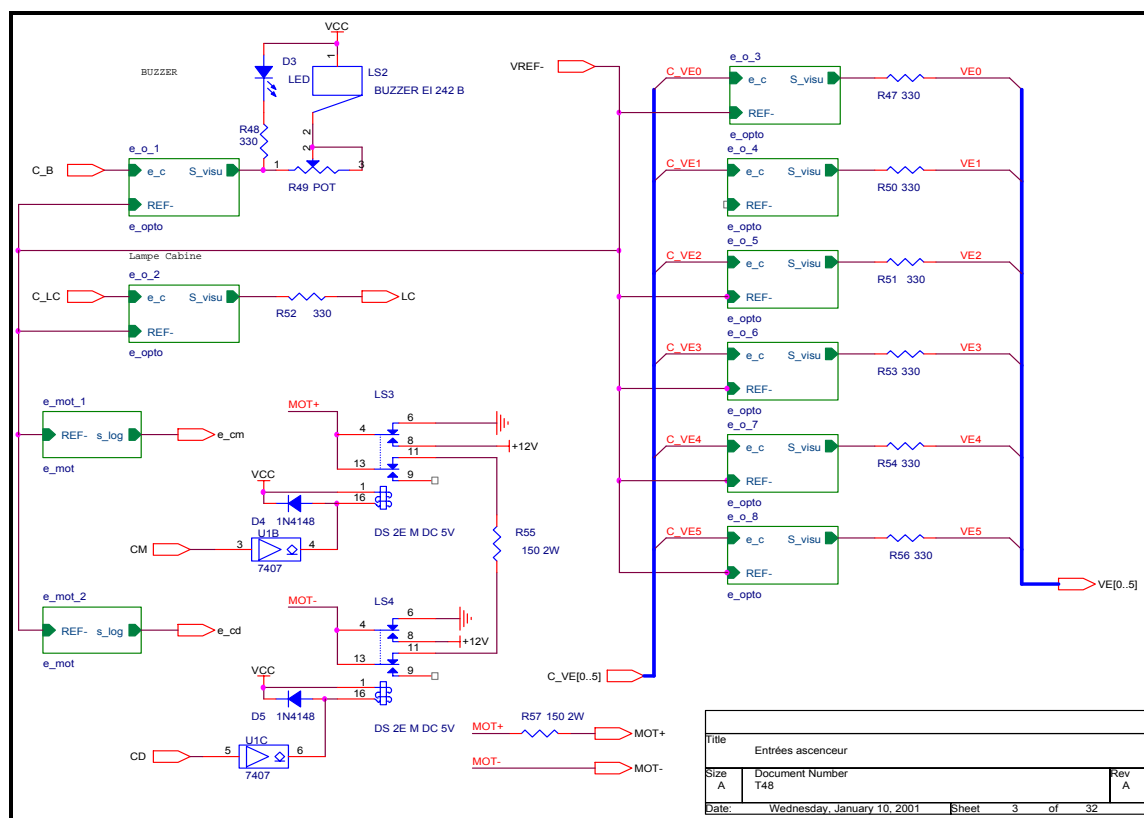 BUZZER
VCC
D3
LED
1
LS2
BUZZER EI 242 B
R48
330
2
2
1
3
R49 POT
C_B
e_o_1
e_c
S_visu
REF-
e_opto
Lampe Cabine
e_o_2
C_LC
e_c
S_visu
REF-
e_opto
R52 330
LC
e_mot_1
REF-
s_log
e_mot
e_cm
MOT+
LS3
4
6
8
+12V
11
13
9
VCC
1
16
D4 1N4148
DS 2E M DC 5V
U1B
CM
3
4
7407
R55
150 2W
e_mot_2
REF-
s_log
e_mot
e_cd
MOT-
LS4
4
6
8
+12V
11
13
9
VCC
1
16
D5 1N4148
DS 2E M DC 5V
U1C
CD
5
6
7407
MOT+
R57 150 2W
MOT+
MOT-
MOT-
VREF-
e_o_3
C_VE0
e_c
S_visu
REF-
e_opto
R47 330
VE0
e_o_4
C_VE1
e_c
S_visu
REF-
e_opto
R50 330
VE1
e_o_5
C_VE2
e_c
S_visu
REF-
e_opto
R51 330
VE2
e_o_6
C_VE3
e_c
S_visu
REF-
e_opto
R53 330
VE3
e_o_7
C_VE4
e_c
S_visu
REF-
e_opto
R54 330
VE4
e_o_8
C_VE5
e_c
S_visu
REF-
e_opto
R56 330
VE5
VE[0..5]
C_VE[0..5]
Title
Entrées ascenceur
Size
A
Document Number
T48
Rev
A
Date: Wednesday, January 10, 2001 Sheet 3 of 32